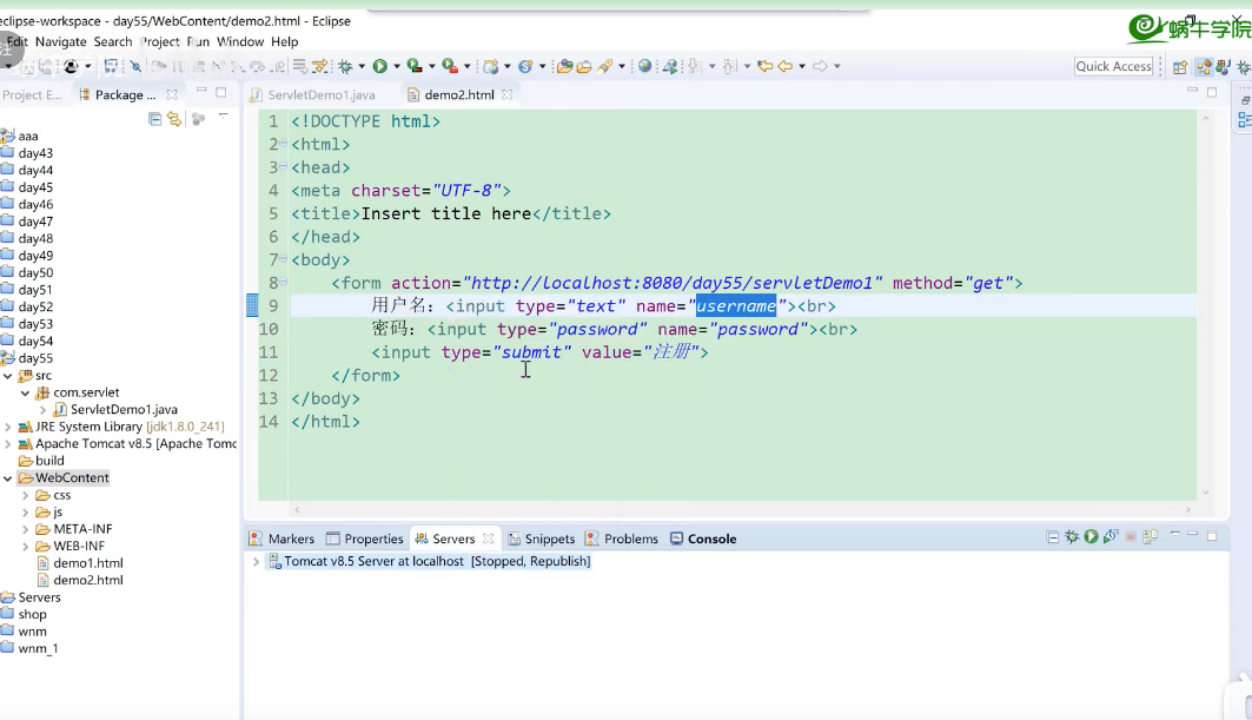 eclipse-workspace - day55/WebContent/demo2.html - Eclipse
蜗牛学院
Edit Navigate Search Project Run Window Help
Quick Access
Project E...
Package ...
ServletDemo1.java
demo2.html
aaa
day43
day44
day45
day46
day47
day48
day49
day50
day51
day52
day53
day54
day55
src
com.servlet
ServletDemo1.java
JRE System Library [jdk1.8.0_241]
Apache Tomcat v8.5 [Apache Tomc
build
WebContent
css
js
META-INF
WEB-INF
demo1.html
demo2.html
Servers
shop
wnm
wnm_1
1 <!DOCTYPE html>
2 <html>
3 <head>
4 <meta charset="UTF-8">
5 <title>Insert title here</title>
6 </head>
7 <body>
8 <form action="http://localhost:8080/day55/servletDemo1" method="get">
9 用户名：<input type="text" name="username"><br>
10 密码：<input type="password" name="password"><br>
11 <input type="submit" value="注册">
12 </form>
13 </body>
14 </html>
Markers Properties Servers Snippets Problems Console
Tomcat v8.5 Server at localhost [Stopped, Republish]